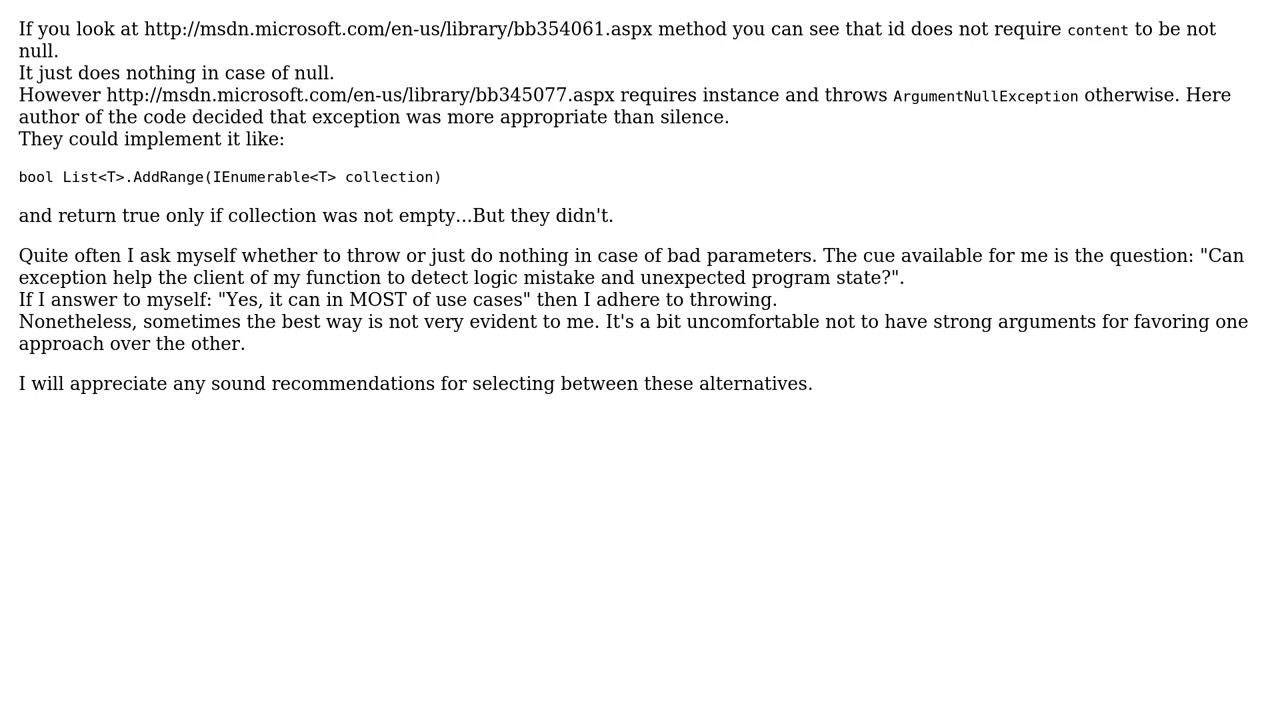 If you look at http://msdn.microsoft.com/en-us/library/bb354061.aspx method you can see that id does not require content to be not
null.
It just does nothing in case of null.
However http://msdn.microsoft.com/en-us/library/bb345077.aspx requires instance and throws ArgumentNullException otherwise. Here
author of the code decided that exception was more appropriate than silence.
They could implement it like:
bool List<T>.AddRange(IEnumerable<T> collection)
and return true only if collection was not empty...But they didn't.
Quite often I ask myself whether to throw or just do nothing in case of bad parameters. The cue available for me is the question: "Can
exception help the client of my function to detect logic mistake and unexpected program state?".
If I answer to myself: "Yes, it can in MOST of use cases" then I adhere to throwing.
Nonetheless, sometimes the best way is not very evident to me. It's a bit uncomfortable not to have strong arguments for favoring one
approach over the other.
I will appreciate any sound recommendations for selecting between these alternatives.